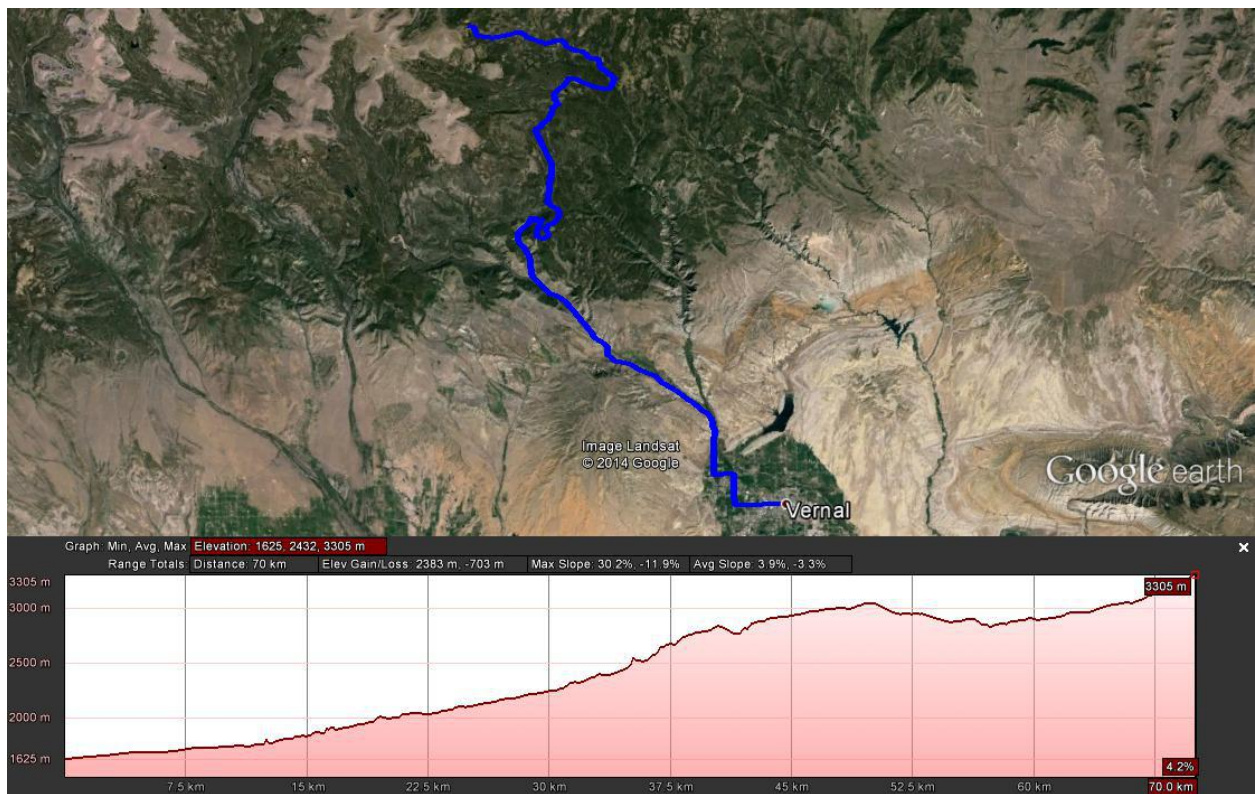 Image Landsat
© 2014 Google
Google earth
Vernal
Graph: Min, Avg, Max Elevation: 1625, 2432, 3305 m
Range Totals: Distance: 70 km Elev Gain/Loss: 2383 m, -703 m Max Slope: 30.2%, -11.9% Avg Slope: 3.9%, -3.3%
3305 m
3305 m
3000 m
2500 m
2000 m
1625 m
4.2%
7.5 km 15 km 22.5 km 30 km 37.5 km 45 km 52.5 km 60 km 70.0 km